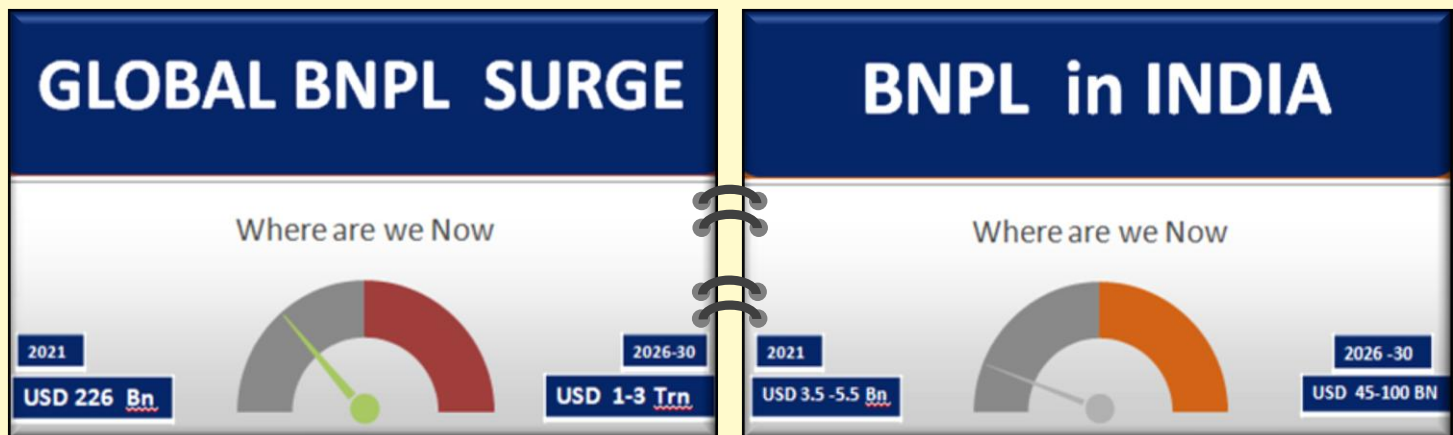 GLOBAL BNPL SURGE
Where are we Now
2021
2026-30
USD 226 Bn
USD 1-3 Trn
BNPL in INDIA
Where are we Now
2021
2026 -30
USD 3.5 -5.5 Bn
USD 45-100 BN